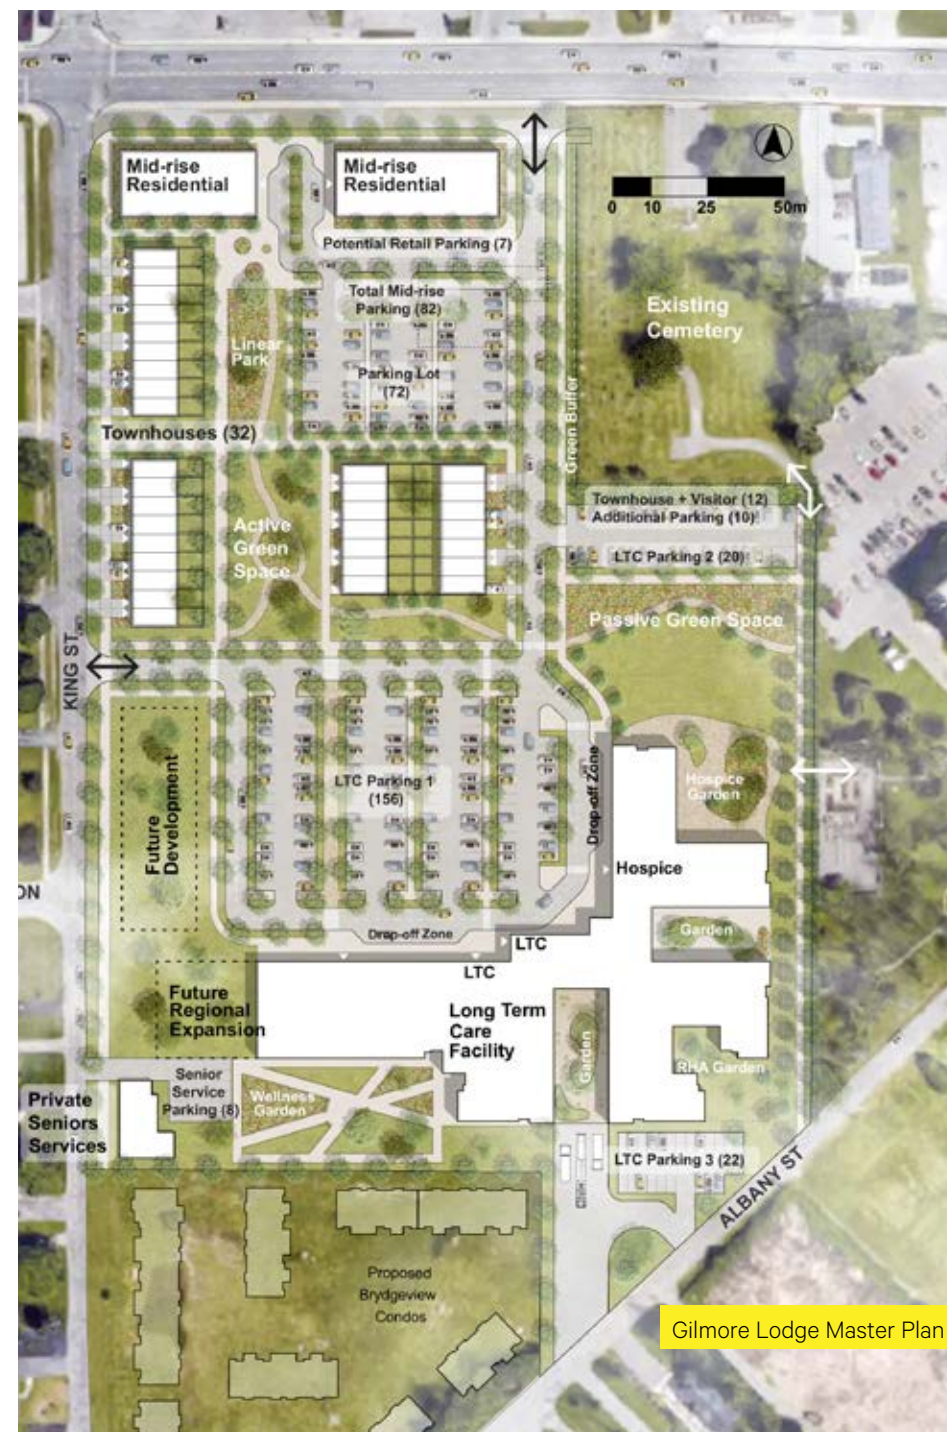 Mid-rise
Residential
Mid-rise
Residential
0 10 25 50m
Potential Retail Parking (7)
Total Mid-rise
Parking (82)
Existing
Cemetery
Linear
Park
Parking Lot
(72)
Townhouses (32)
Green Buffer
Townhouse + Visitor (12)
Additional Parking (10)
Active
Green
Space
LTC Parking 2 (20)
Passive Green Space
KING ST
Future
Development
LTC Parking 1
(156)
Drop-off Zone
Hospice
Garden
Hospice
ON
Drop-off Zone
LTC
LTC
Garden
Future
Regional
Expansion
Long Term
Care
Facility
Garden
RHA Garden
Senior
Service
Parking (8)
Wellness
Garden
Private
Seniors
Services
LTC Parking 3 (22)
ALBANY ST
Proposed
Brydgeview
Condos
Gilmore Lodge Master Plan